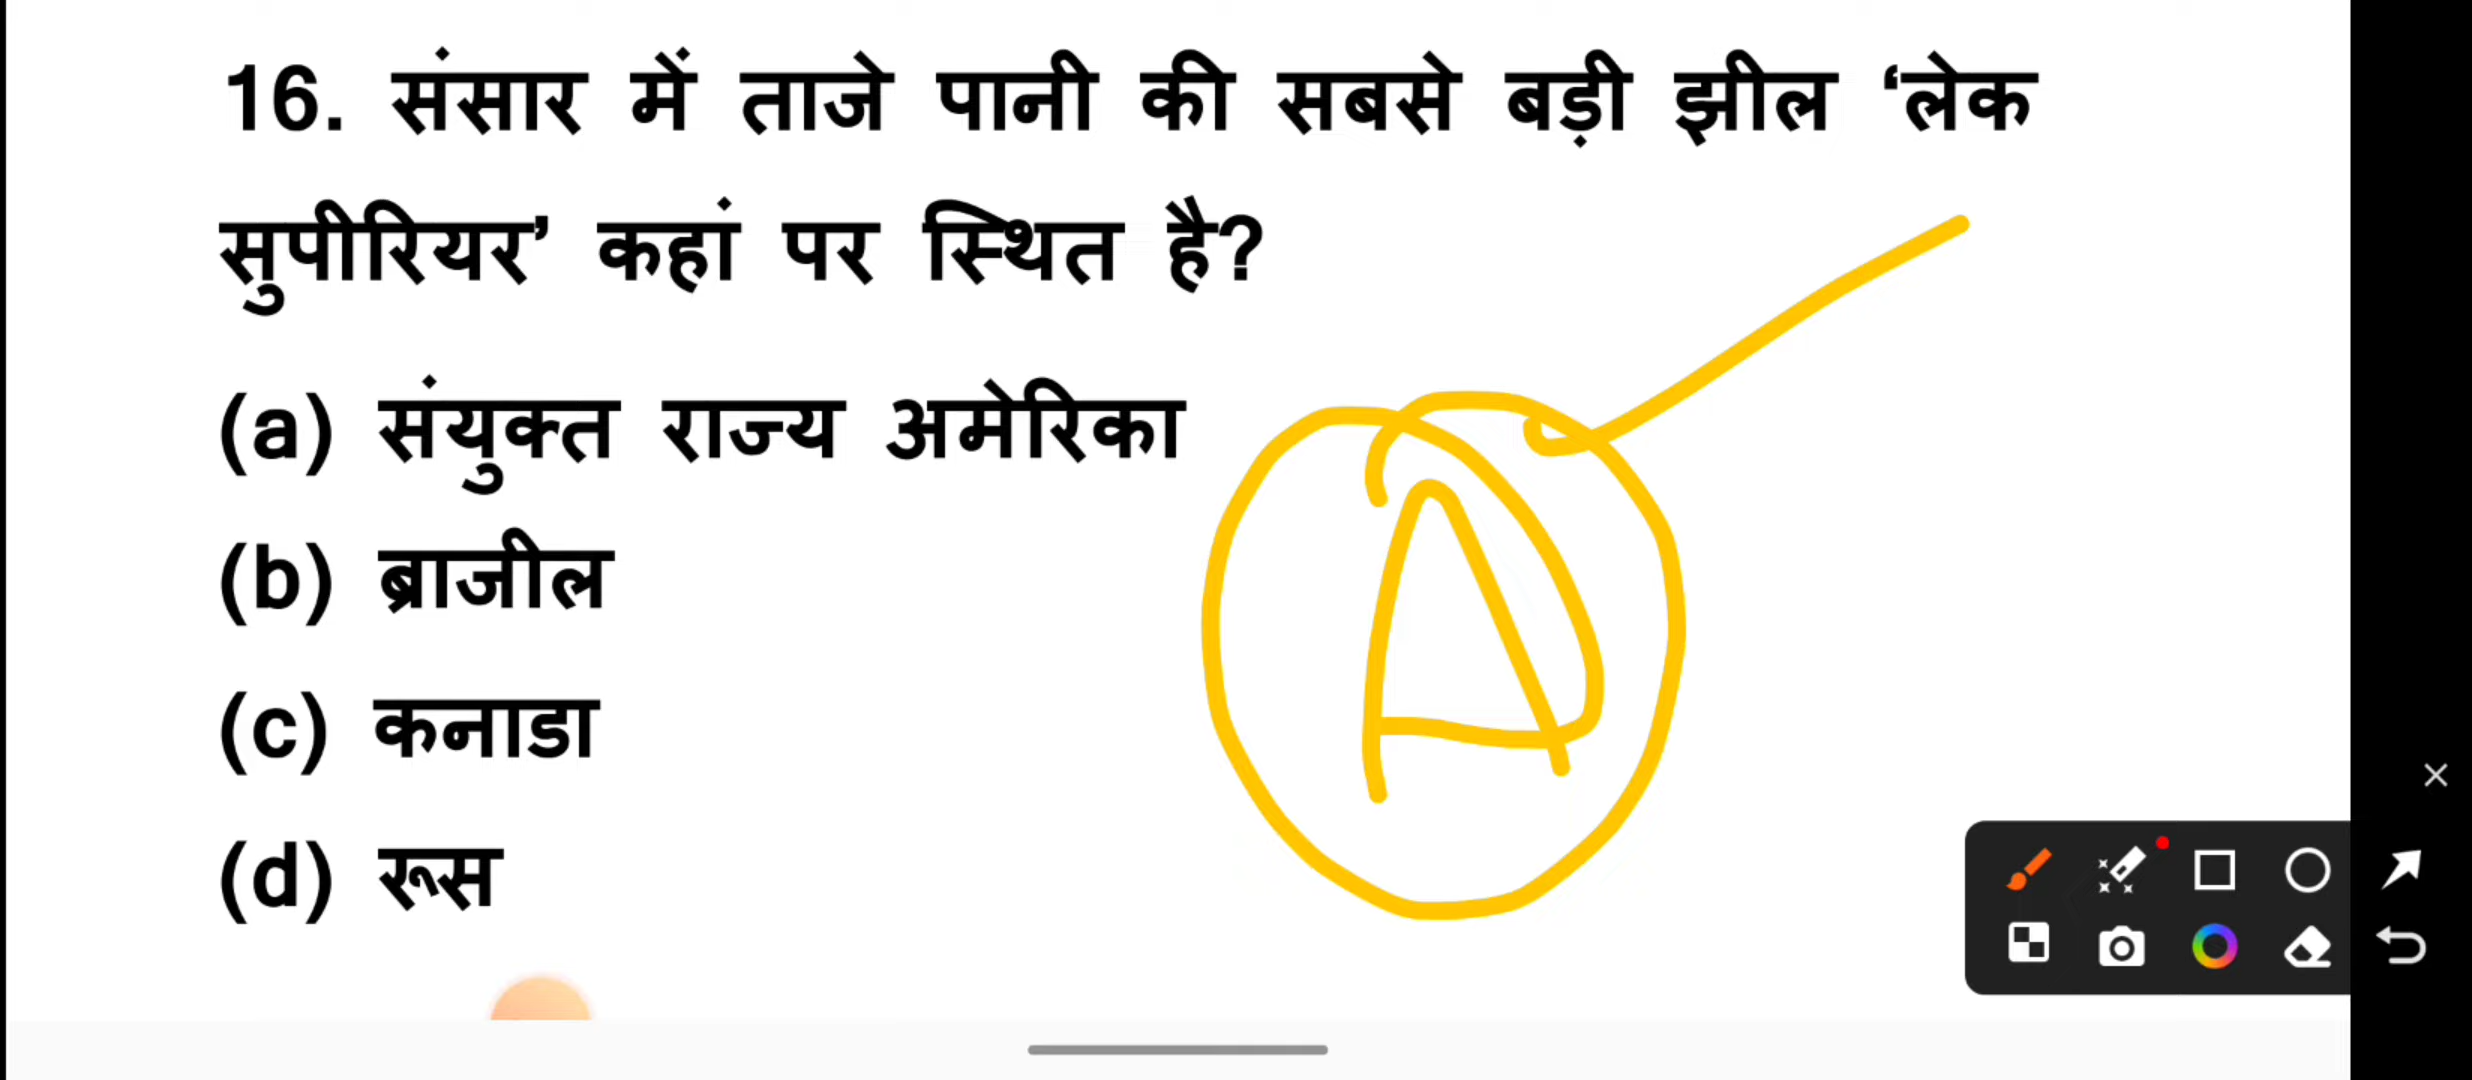 16. संसार में ताजे पानी की सबसे बड़ी झील ‘लेक
सुपीरियर’ कहां पर स्थित है?
(a) संयुक्त राज्य अमेरिका
(b) ब्राजील
(c) कनाडा
(d) रूस
A